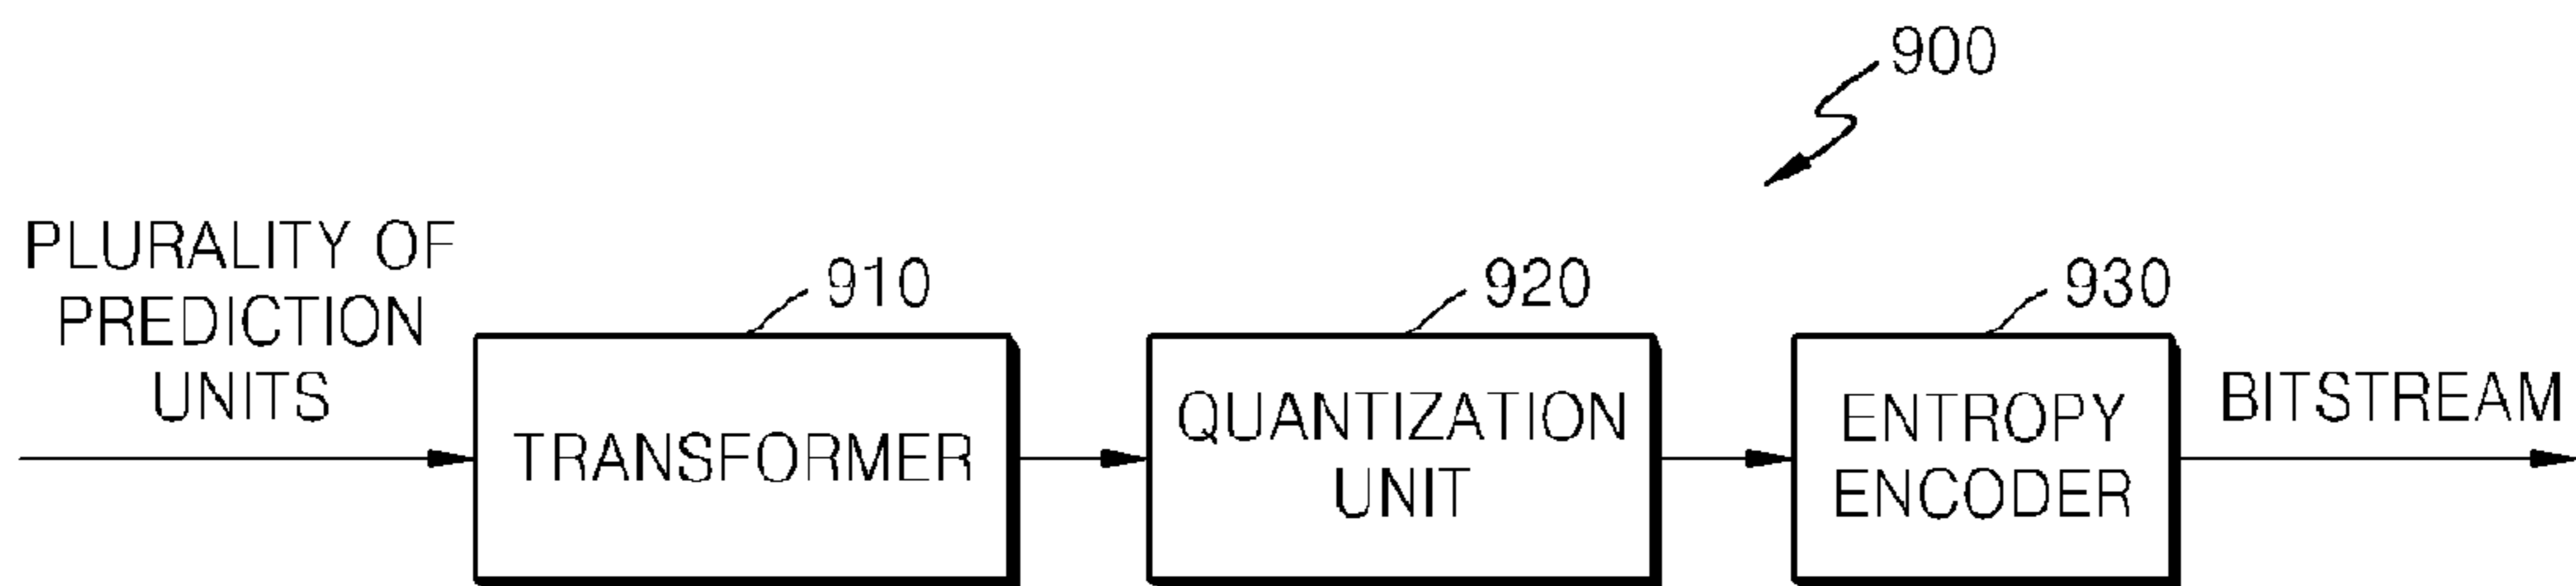 900
PLURALITY OF
PREDICTION
UNITS
910
920
930
TRANSFORMER
QUANTIZATION
UNIT
ENTROPY
ENCODER
BITSTREAM